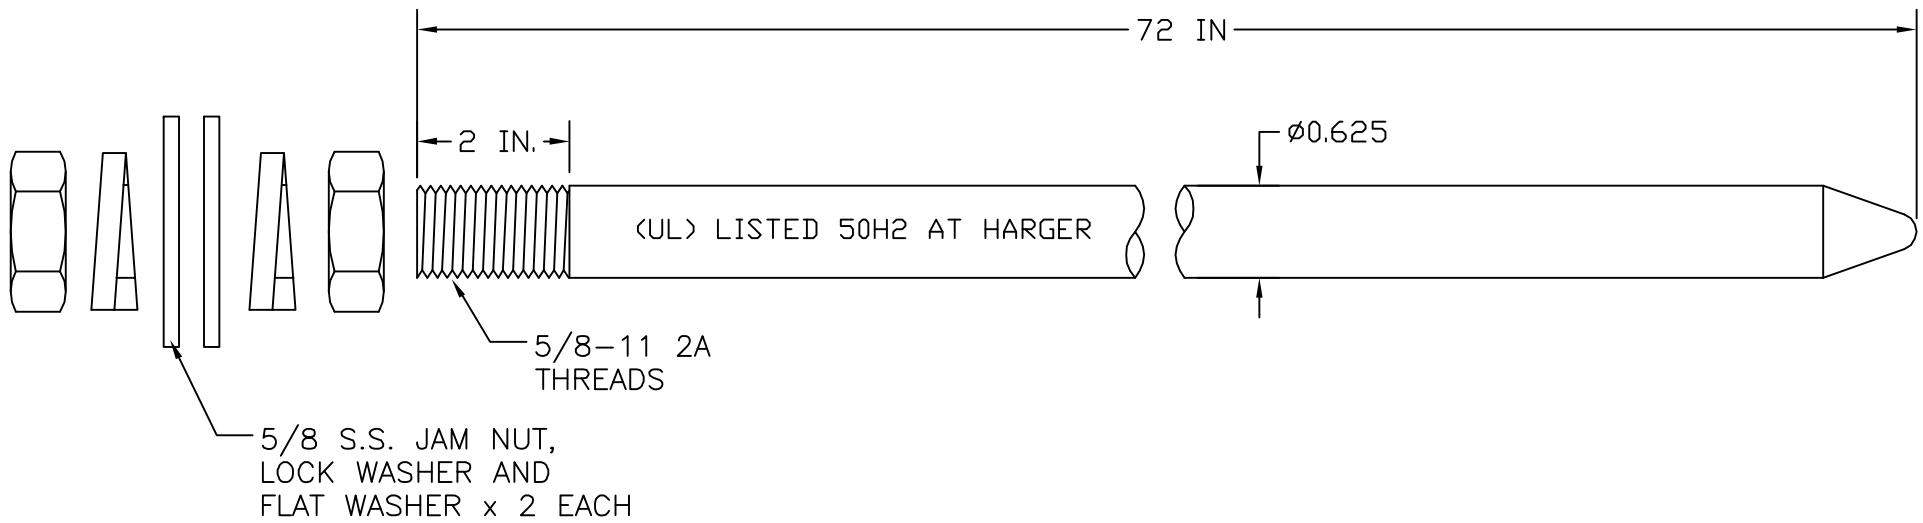 72 IN
2 IN.
Ø0.625
(UL) LISTED 50H2 AT HARGER
5/8-11 2A
THREADS
5/8 S.S. JAM NUT,
LOCK WASHER AND
FLAT WASHER x 2 EACH